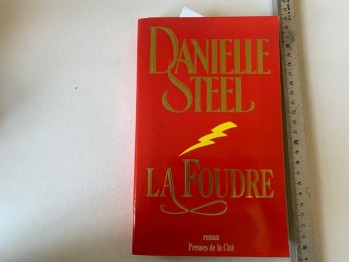 DANIELLE
STEEL
LA FOUDRE
roman
Presses de la Cité